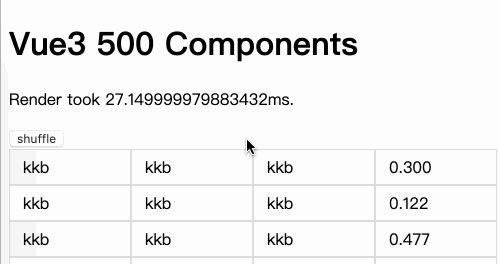 Vue3 500 Components
Render took 27.149999979883432ms.
shuffle
kkb kkb kkb 0.300
kkb kkb kkb 0.122
kkb kkb kkb 0.477